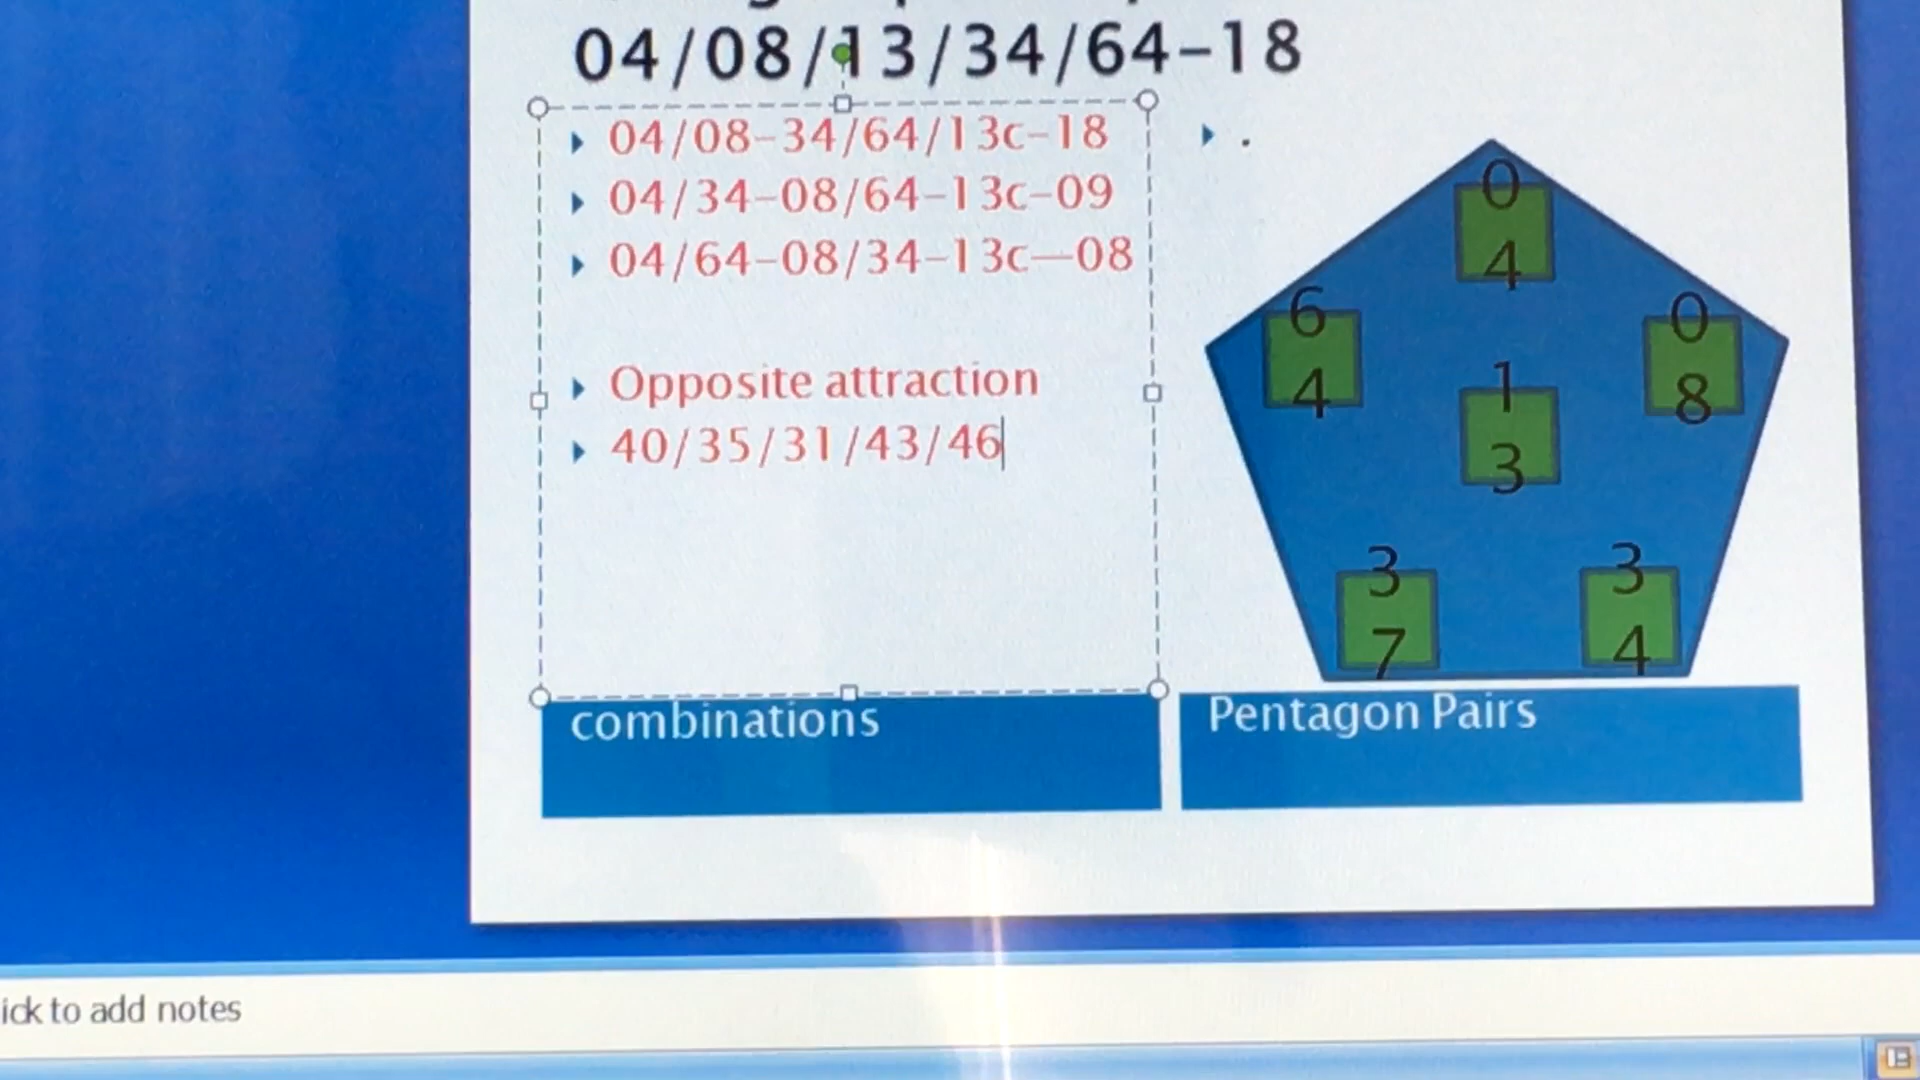 04/08/13/34/64-18
04/08-34/64/13c-18
04/34-08/64-13c-09
04/64-08/34-13c—08
Opposite attraction
40/35/31/43/46
.
0
4
6
4
0
8
1
3
3
7
3
4
combinations
Pentagon Pairs
ick to add notes